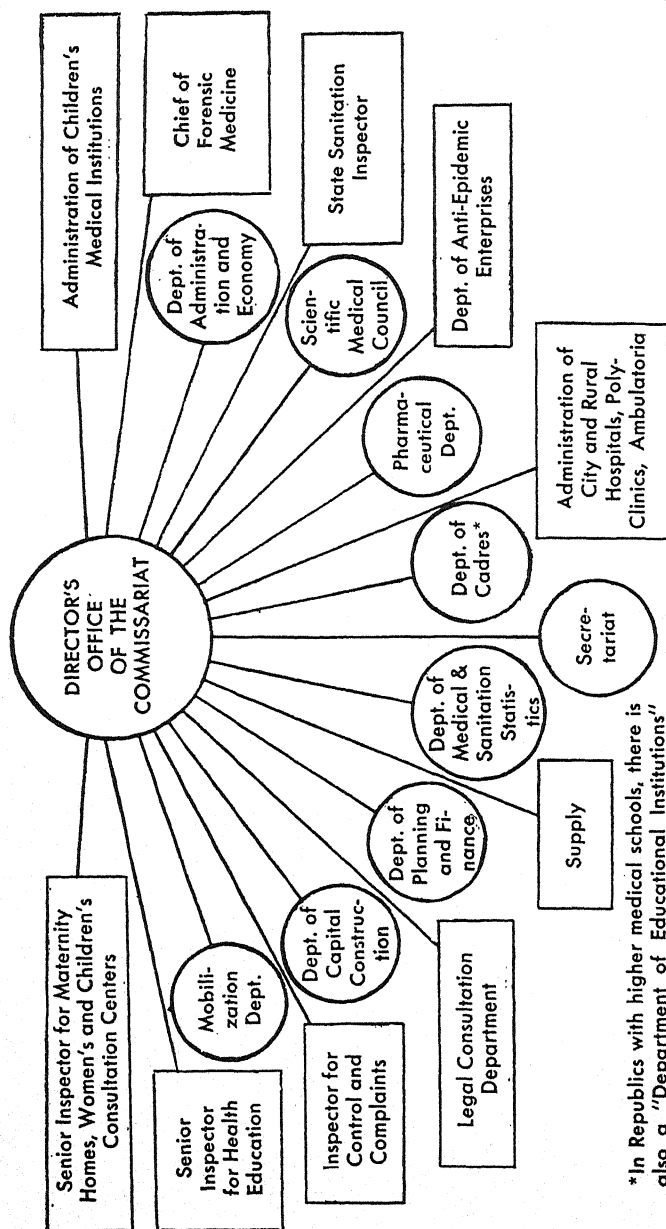 DIRECTOR'S
OFFICE
OF THE
COMMISSARIAT
Senior Inspector for Maternity
Homes, Women's and Children's
Consultation Centers
Senior
Inspector
for Health
Education
Mobili-
zation
Dept.
Inspector for
Control and
Complaints
Dept. of
Capital
Construc-
tion
Legal Consultation
Department
Dept. of
Planning
and Fi-
nance
Supply
Dept. of
Medical &
Sanitation
Statis-
tics
Secre-
tariat
Dept. of
Cadres*
Administration of
City and Rural
Hospitals, Poly-
Clinics, Ambulatoria
Pharma-
ceutical
Dept.
Dept. of Anti-Epidemic
Enterprises
Scien-
tific
Medical
Council
State Sanitation
Inspector
Dept. of
Administra-
tion and
Economy
Chief of
Forensic
Medicine
Administration of Children's
Medical Institutions
*In Republics with higher medical schools, there is
also a "Department of Educational Institutions"